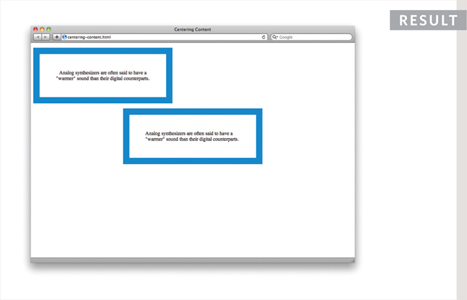 RESULT
Centering Content
centering-content.html
Google
Analog synthesizers are often said to have a
"warmer" sound than their digital counterparts.
Analog synthesizers are often said to have a
"warmer" sound than their digital counterparts.